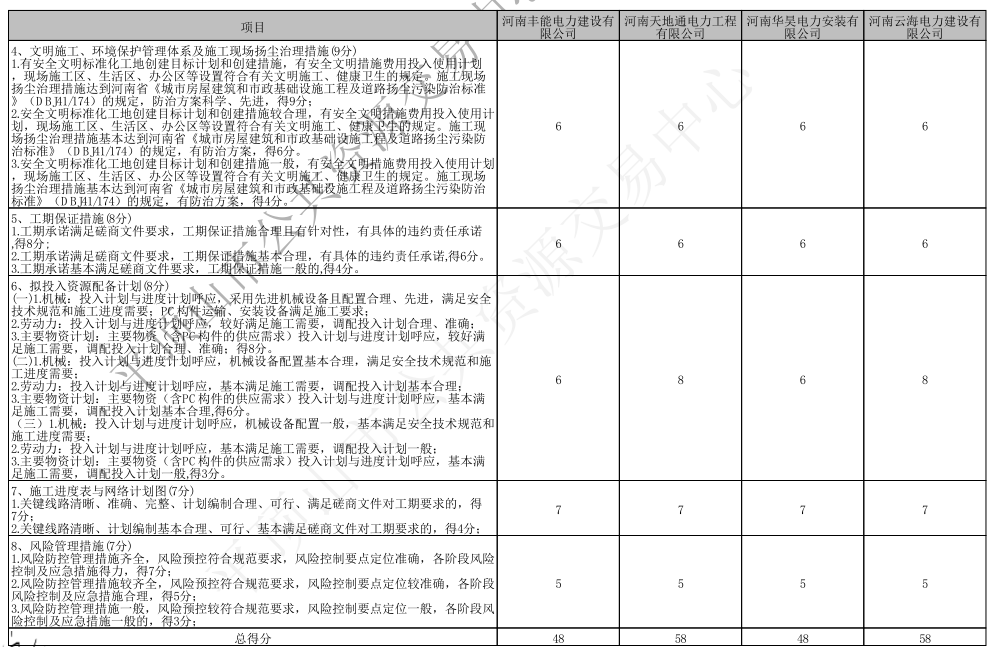 项目
河南丰能电力建设有
限公司
河南天地通电力工程
有限公司
河南华昊电力安装有
限公司
河南云海电力建设有
限公司
4、文明施工、环境保护管理体系及施工现场扬尘治理措施(9分)
1.有安全文明标准化工地创建目标计划和创建措施，有安全文明措施费用投入使用计划
，现场施工区、生活区、办公区等设置符合有关文明施工、健康卫生的规定。施工现场
扬尘治理措施达到河南省《城市房屋建筑和市政基础设施工程及道路扬尘污染防治标准
》（DBJ41/174）的规定，防治方案科学、先进，得9分;
2.安全文明标准化工地创建目标计划和创建措施较合理，有安全文明措施费用投入使用计
划，现场施工区、生活区、办公区等设置符合有关文明施工、健康卫生的规定。施工现
场扬尘治理措施基本达到河南省《城市房屋建筑和市政基础设施工程及道路扬尘污染防
治标准》（DBJ41/174）的规定，有防治方案，得6分。
3.安全文明标准化工地创建目标计划和创建措施一般，有安全文明措施费用投入使用计划
，现场施工区、生活区、办公区等设置符合有关文明施工、健康卫生的规定。施工现场
扬尘治理措施基本达到河南省《城市房屋建筑和市政基础设施工程及道路扬尘污染防治
标准》（DBJ41/174）的规定，有防治方案，得4分。
6
6
6
6
5、工期保证措施(8分)
1.工期承诺满足磋商文件要求，工期保证措施合理且有针对性，有具体的违约责任承诺
,得8分;
2.工期承诺满足磋商文件要求，工期保证措施基本合理，有具体的违约责任承诺,得6分。
3.工期承诺基本满足磋商文件要求，工期保证措施一般的,得4分。
6
6
6
6
6、拟投入资源配备计划(8分)
(一)1.机械：投入计划与进度计划呼应，采用先进机械设备且配置合理、先进，满足安全
技术规范和施工进度需要；PC构件运输、安装设备满足施工要求；
2.劳动力：投入计划与进度计划呼应，较好满足施工需要，调配投入计划合理、准确；
3.主要物资计划：主要物资（含PC构件的供应需求）投入计划与进度计划呼应，较好满
足施工需要，调配投入计划合理、准确；得8分。
(二)1.机械：投入计划与进度计划呼应，机械设备配置基本合理，满足安全技术规范和施
工进度需要；
2.劳动力：投入计划与进度计划呼应，基本满足施工需要，调配投入计划基本合理；
3.主要物资计划：主要物资（含PC构件的供应需求）投入计划与进度计划呼应，基本满
足施工需要，调配投入计划基本合理,得6分。
（三）1.机械：投入计划与进度计划呼应，机械设备配置一般，基本满足安全技术规范和
施工进度需要；
2.劳动力：投入计划与进度计划呼应，基本满足施工需要，调配投入计划一般；
3.主要物资计划：主要物资（含PC构件的供应需求）投入计划与进度计划呼应，基本满
足施工需要，调配投入计划一般,得3分。
6
8
6
8
7、施工进度表与网络计划图(7分)
1.关键线路清晰、准确、完整、计划编制合理、可行、满足磋商文件对工期要求的，得
7分；
2.关键线路清晰、计划编制基本合理、可行、基本满足磋商文件对工期要求的，得4分；
7
7
7
7
8、风险管理措施(7分)
1.风险防控管理措施齐全，风险预控符合规范要求，风险控制要点定位准确，各阶段风险
控制及应急措施得力，得7分；
2.风险防控管理措施较齐全，风险预控符合规范要求，风险控制要点定位较准确，各阶段
风险控制及应急措施合理，得5分；
3.风险防控管理措施一般，风险预控较符合规范要求，风险控制要点定位一般，各阶段风
险控制及应急措施一般的，得3分；
5
5
5
5
总得分
48
58
48
58
平顶山市公共资源交易中心
平顶山市公共资源交易中心